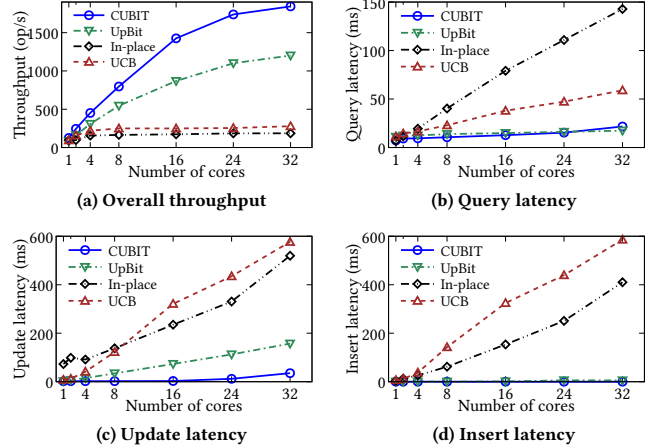 Throughput (op/s)
1500
1000
500
0
CUBIT
UpBit
In-place
UCB
1 4 8 16 24 32
Number of cores
(a) Overall throughput
Query latency (ms)
150
100
50
0
CUBIT
UpBit
In-place
UCB
1 4 8 16 24 32
Number of cores
(b) Query latency
Update latency (ms)
600
400
200
0
CUBIT
UpBit
In-place
UCB
1 4 8 16 24 32
Number of cores
(c) Update latency
Insert latency (ms)
600
400
200
0
CUBIT
UpBit
In-place
UCB
1 4 8 16 24 32
Number of cores
(d) Insert latency